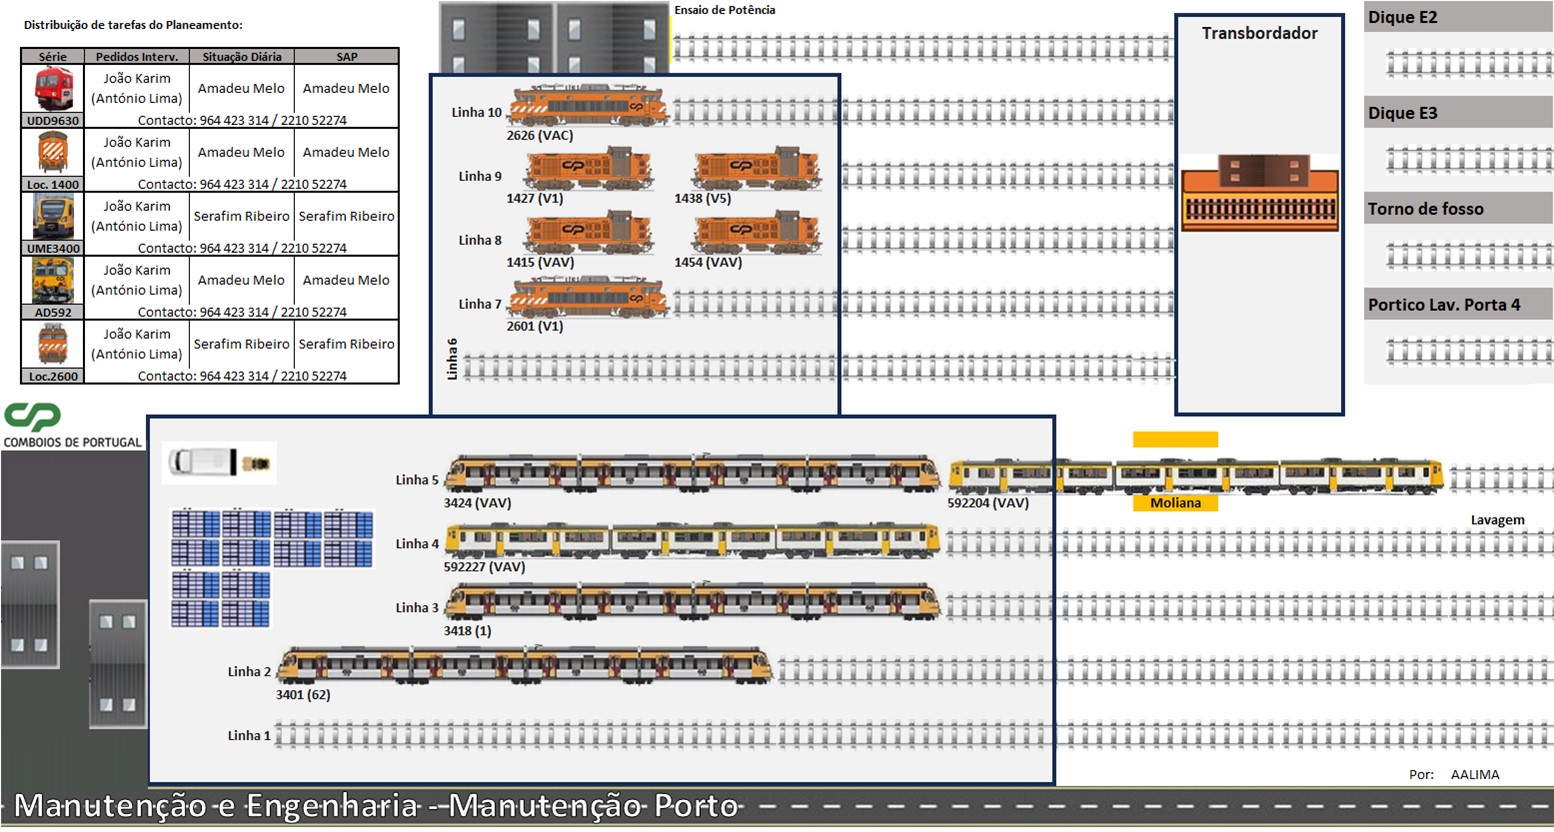 Distribuição de tarefas do Planeamento:
Série Pedidos Interv. Situação Diária SAP
João Karim
(António Lima) Amadeu Melo Amadeu Melo
UDD9630 Contacto: 964 423 314 / 2210 52274
João Karim
(António Lima) Amadeu Melo Amadeu Melo
Loc. 1400 Contacto: 964 423 314 / 2210 52274
João Karim
(António Lima) Serafim Ribeiro Serafim Ribeiro
UME3400 Contacto: 964 423 314 / 2210 52274
João Karim
(António Lima) Amadeu Melo Amadeu Melo
AD592 Contacto: 964 423 314 / 2210 52274
João Karim
(António Lima) Serafim Ribeiro Serafim Ribeiro
Loc.2600 Contacto: 964 423 314 / 2210 52274
Ensaio de Potência
Linha 10
2626 (VAC)
Linha 9
1427 (V1) 1438 (V5)
Linha 8
1415 (VAV) 1454 (VAV)
Linha 7
2601 (V1)
Linha 6
Transbordador
Dique E2
Dique E3
Torno de fosso
Portico Lav. Porta 4
CP
COMBOIOS DE PORTUGAL
Linha 5
3424 (VAV) 592204 (VAV) Moliana
Lavagem
Linha 4
592227 (VAV)
Linha 3
3418 (1)
Linha 2
3401 (62)
Linha 1
Por: AALIMA
Manutenção e Engenharia - Manutenção Porto